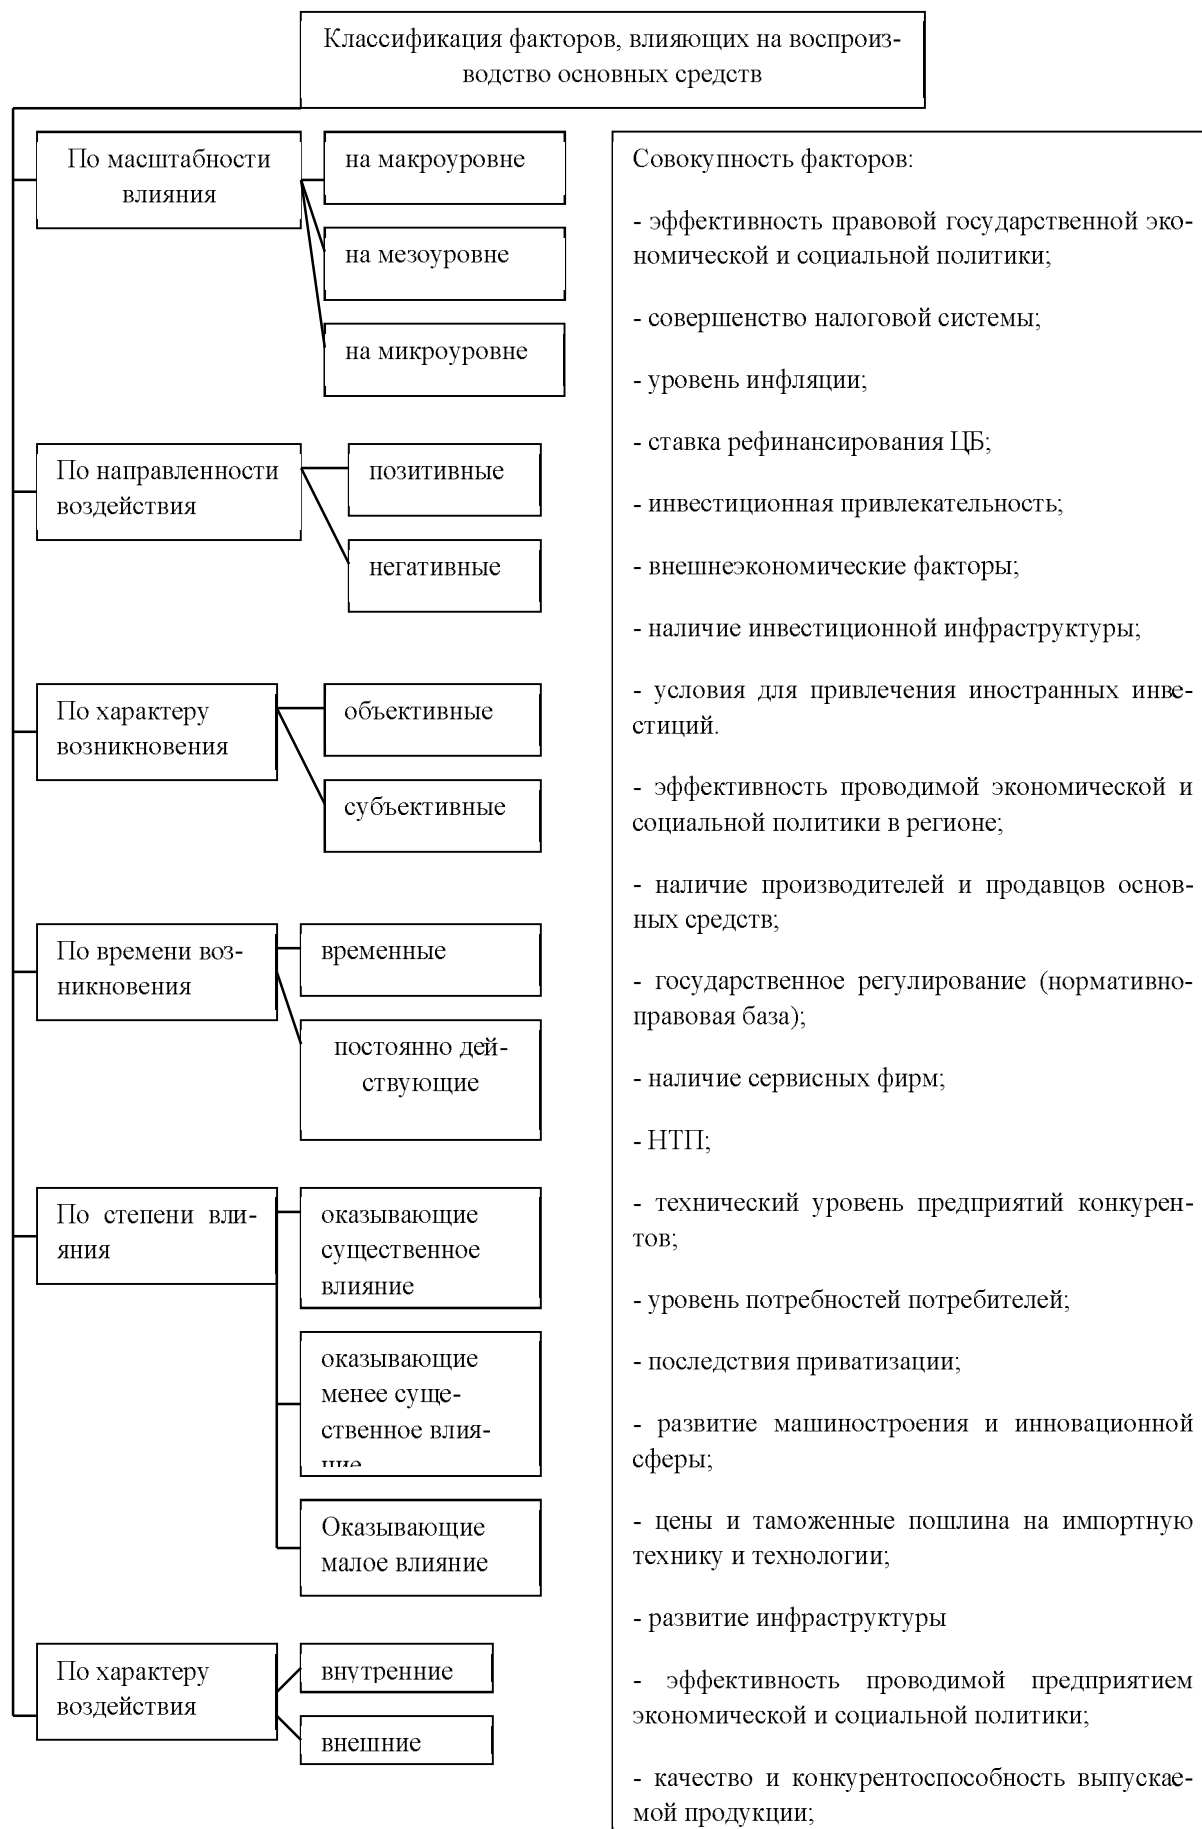 Классификация факторов, влияющих на воспроиз-
водство основных средств
По масштабности
влияния
на макроуровне
на мезоуровне
на микроуровне
По направленности
воздействия
позитивные
негативные
По характеру
возникновения
объективные
субъективные
По времени воз-
никновения
временные
постоянно дей-
ствующие
По степени вли-
яния
оказывающие
существенное
влияние
оказывающие
менее суще-
ственное влия-
ние
Оказывающие
малое влияние
По характеру
воздействия
внутренние
внешние
Совокупность факторов:
- эффективность правовой государственной эко-
номической и социальной политики;
- совершенство налоговой системы;
- уровень инфляции;
- ставка рефинансирования ЦБ;
- инвестиционная привлекательность;
- внешнеэкономические факторы;
- наличие инвестиционной инфраструктуры;
- условия для привлечения иностранных инве-
стиций.
- эффективность проводимой экономической и
социальной политики в регионе;
- наличие производителей и продавцов основ-
ных средств;
- государственное регулирование (нормативно-
правовая база);
- наличие сервисных фирм;
- НТП;
- технический уровень предприятий конкурен-
тов;
- уровень потребностей потребителей;
- последствия приватизации;
- развитие машиностроения и инновационной
сферы;
- цены и таможенные пошлина на импортную
технику и технологии;
- развитие инфраструктуры
- эффективность проводимой предприятием
экономической и социальной политики;
- качество и конкурентоспособность выпускае-
мой продукции;